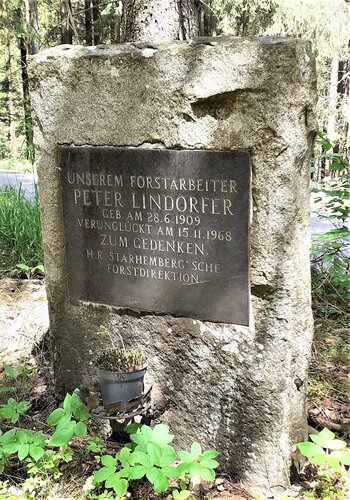 UNSEREM FORSTARBEITER
PETER LINDORFER
GEB. AM 28.6.1909
VERUNGLÜCKT AM 15.11.1968
ZUM GEDENKEN
H.R. STARHEMBERG'SCHE
FORSTDIREKTION